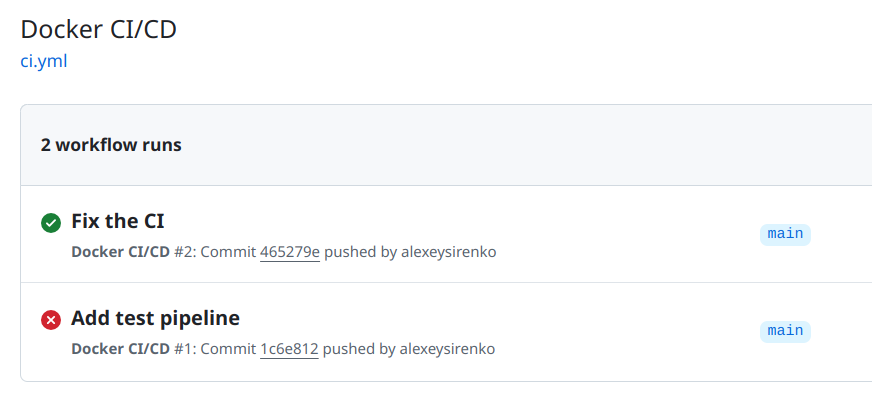 Docker CI/CD
ci.yml
2 workflow runs
Fix the CI
Docker CI/CD #2: Commit 465279e pushed by alexeysirenko
main
Add test pipeline
Docker CI/CD #1: Commit 1c6e812 pushed by alexeysirenko
main